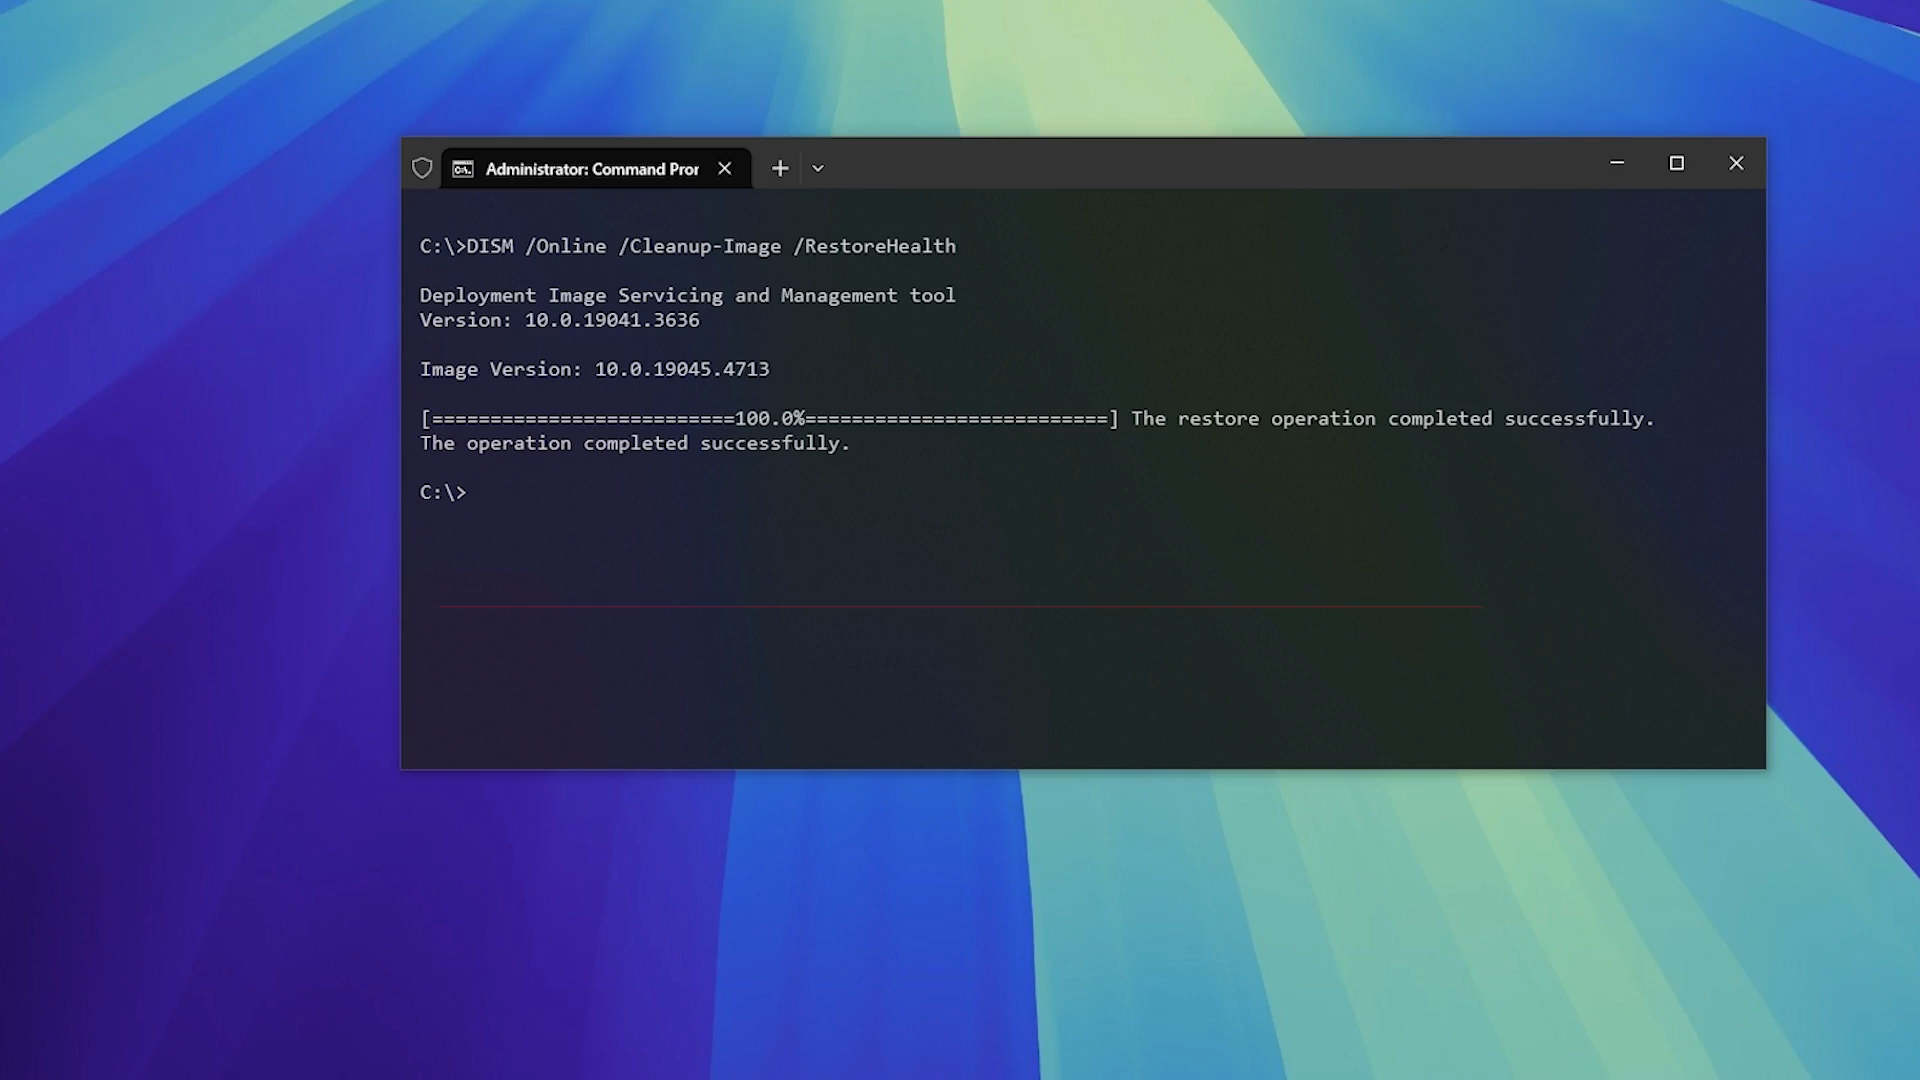 Administrator: Command Pror
C:\>DISM /Online /Cleanup-Image /RestoreHealth
Deployment Image Servicing and Management tool
Version: 10.0.19041.3636
Image Version: 10.0.19045.4713
[==========================100.0%==========================] The restore operation completed successfully.
The operation completed successfully.
C:\>